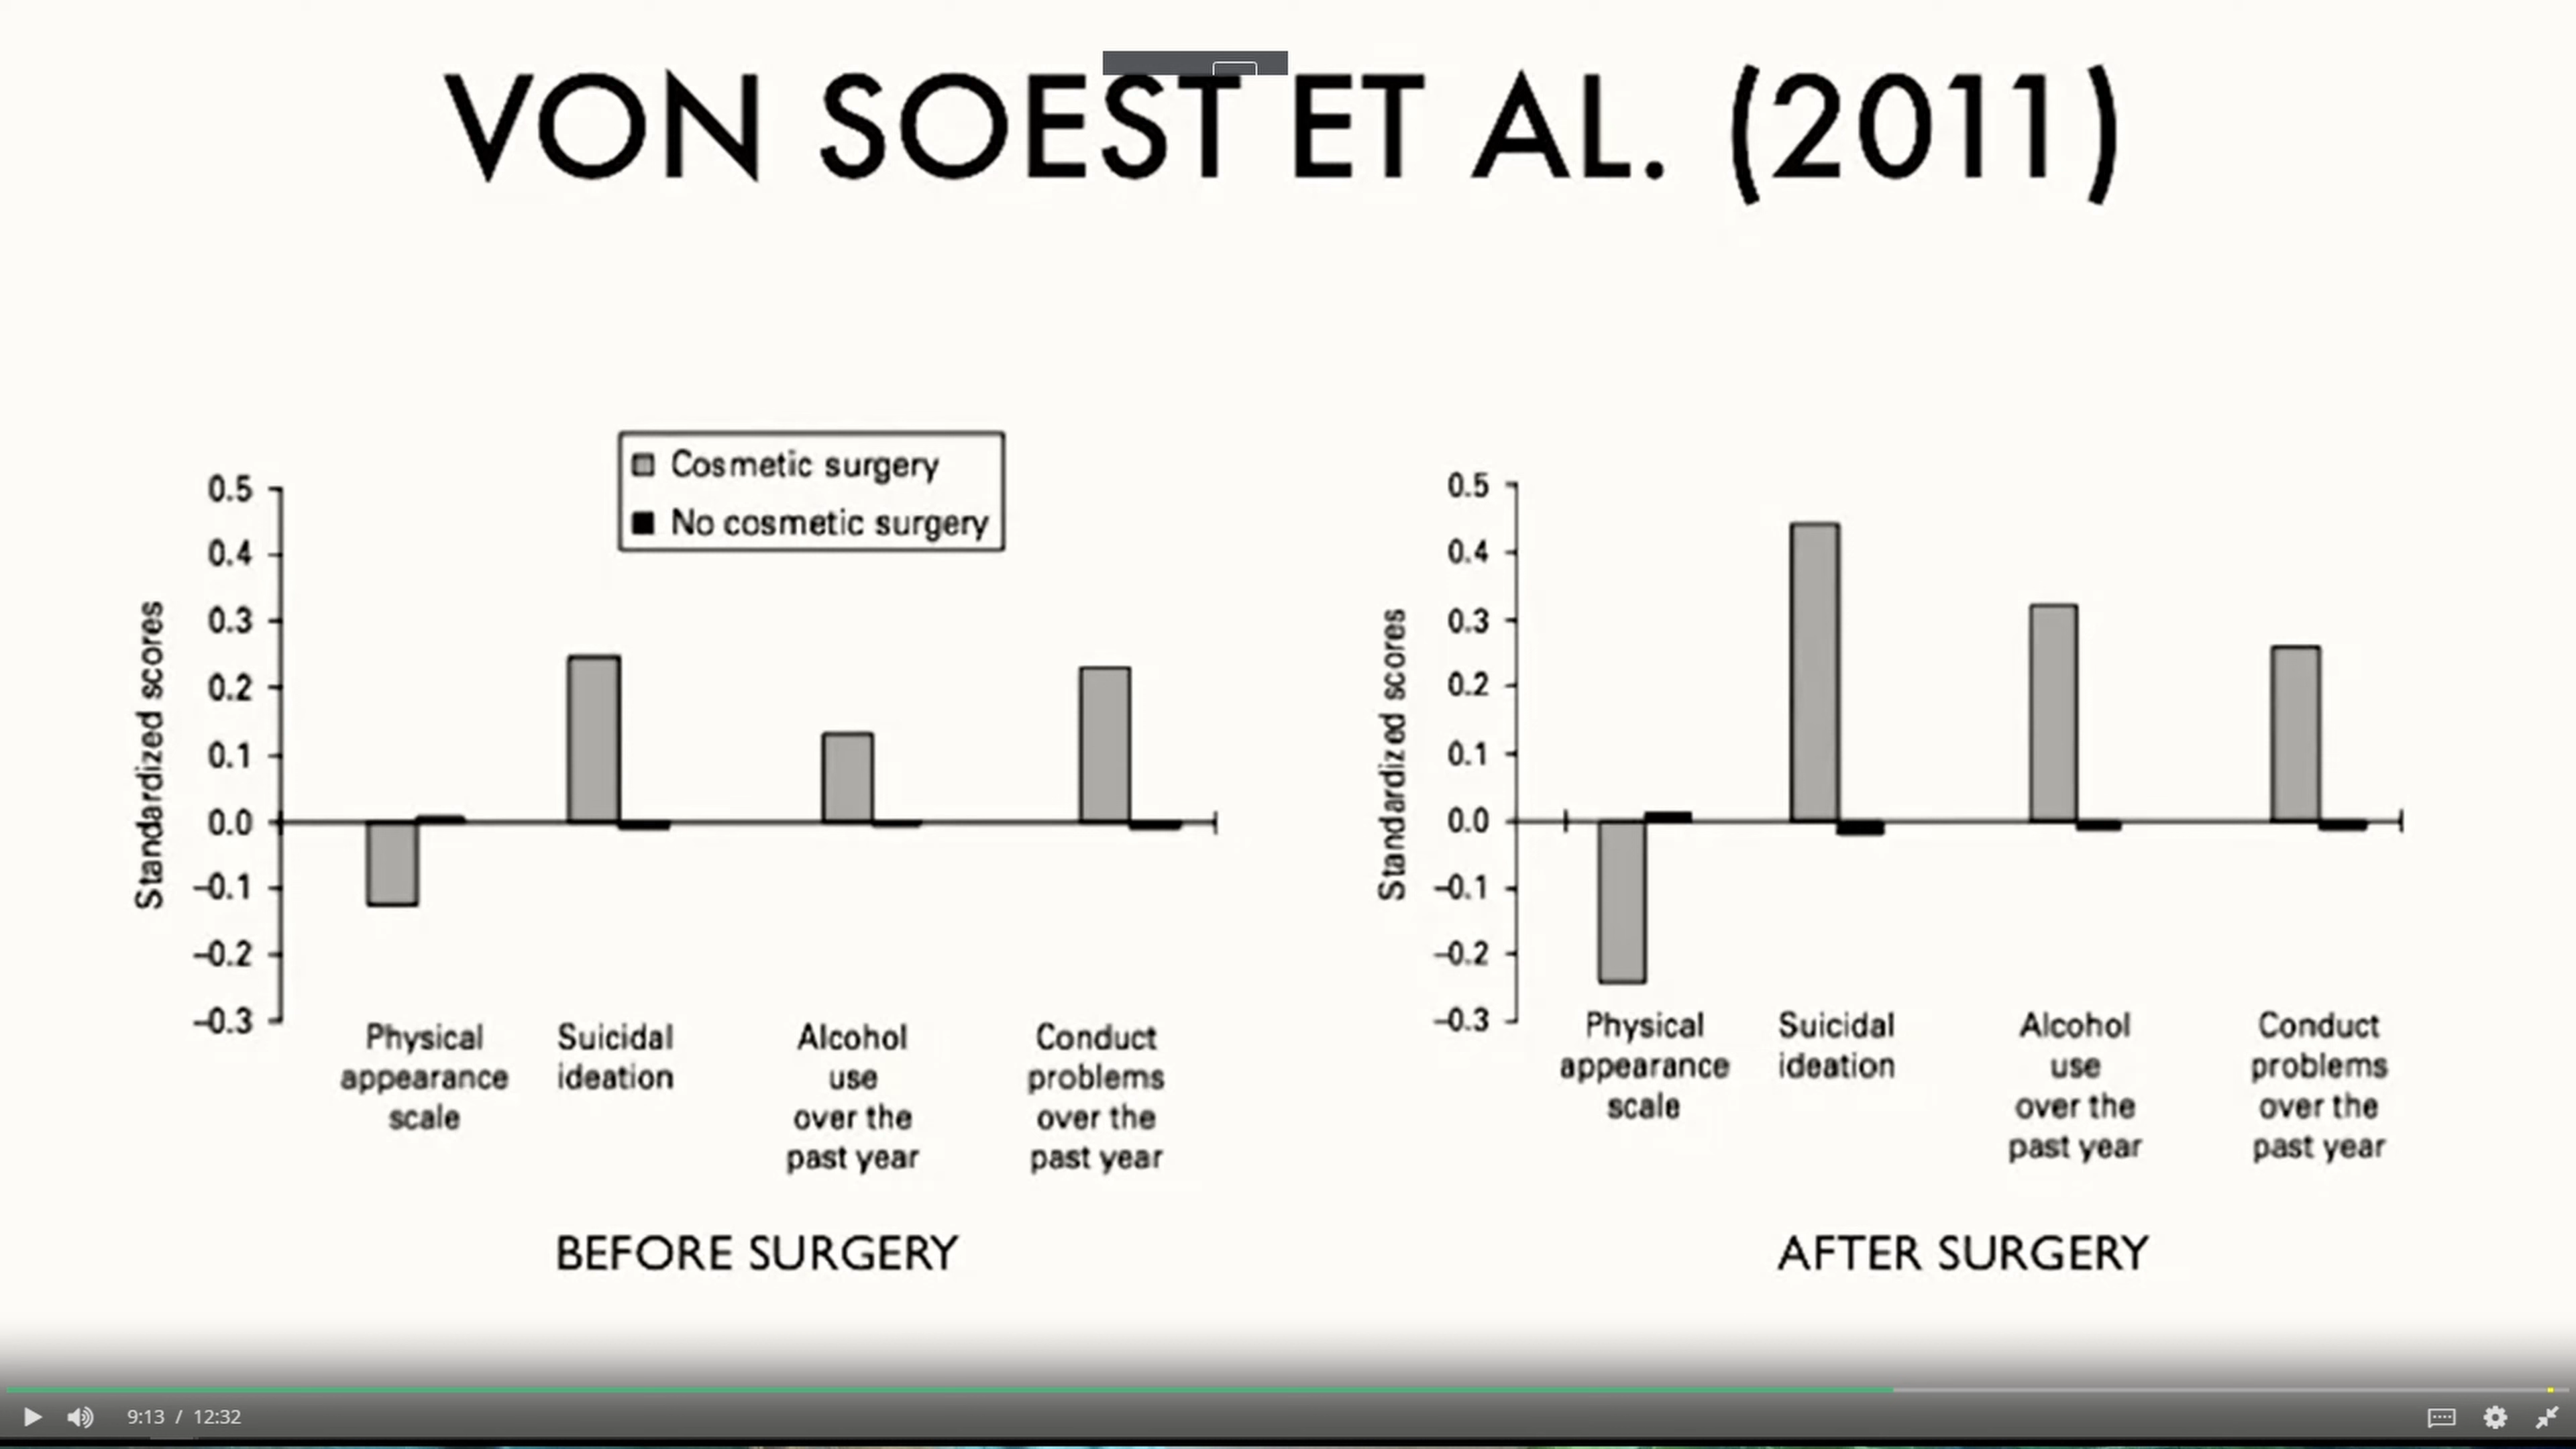 VON SOEST ET AL. (2011)
Cosmetic surgery
No cosmetic surgery
Standardized scores
0.5
0.4
0.3
0.2
0.1
0.0
–0.1
–0.2
–0.3
Physical
appearance
scale
Suicidal
ideation
Alcohol
use
over the
past year
Conduct
problems
over the
past year
BEFORE SURGERY
Standardized scores
0.5
0.4
0.3
0.2
0.1
0.0
–0.1
–0.2
–0.3
Physical
appearance
scale
Suicidal
ideation
Alcohol
use
over the
past year
Conduct
problems
over the
past year
AFTER SURGERY
9:13 / 12:32